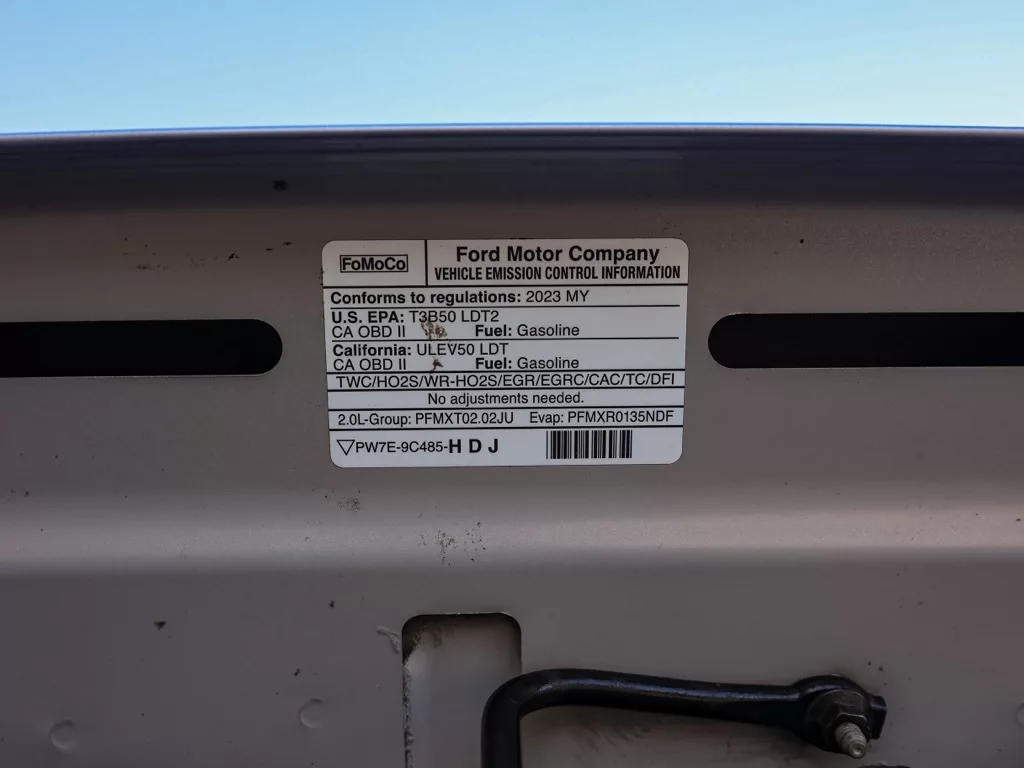 FoMoCo
Ford Motor Company
VEHICLE EMISSION CONTROL INFORMATION
Conforms to regulations: 2023 MY
U.S. EPA: T3B50 LDT2
CA OBD II Fuel: Gasoline
California: ULEV50 LDT
CA OBD II Fuel: Gasoline
TWC/HO2S/WR-HO2S/EGR/EGRC/CAC/TC/DFI
No adjustments needed.
2.0L-Group: PFMXT02.02JU Evap: PFMXR0135NDF
PW7E-9C485-H D J